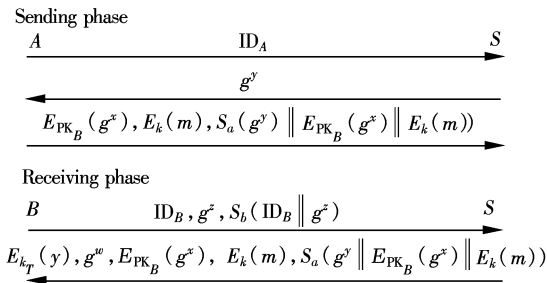 Sending phase
A ID_A S
g^y
E_{PK_B}(g^x), E_k(m), S_a(g^y) ‖ E_{PK_B}(g^x) ‖ E_k(m))
Receiving phase
B ID_B, g^z, S_b(ID_B ‖ g^z) S
E_{k_T}(y), g^w, E_{PK_B}(g^x), E_k(m), S_a(g^y ‖ E_{PK_B}(g^x) ‖ E_k(m))